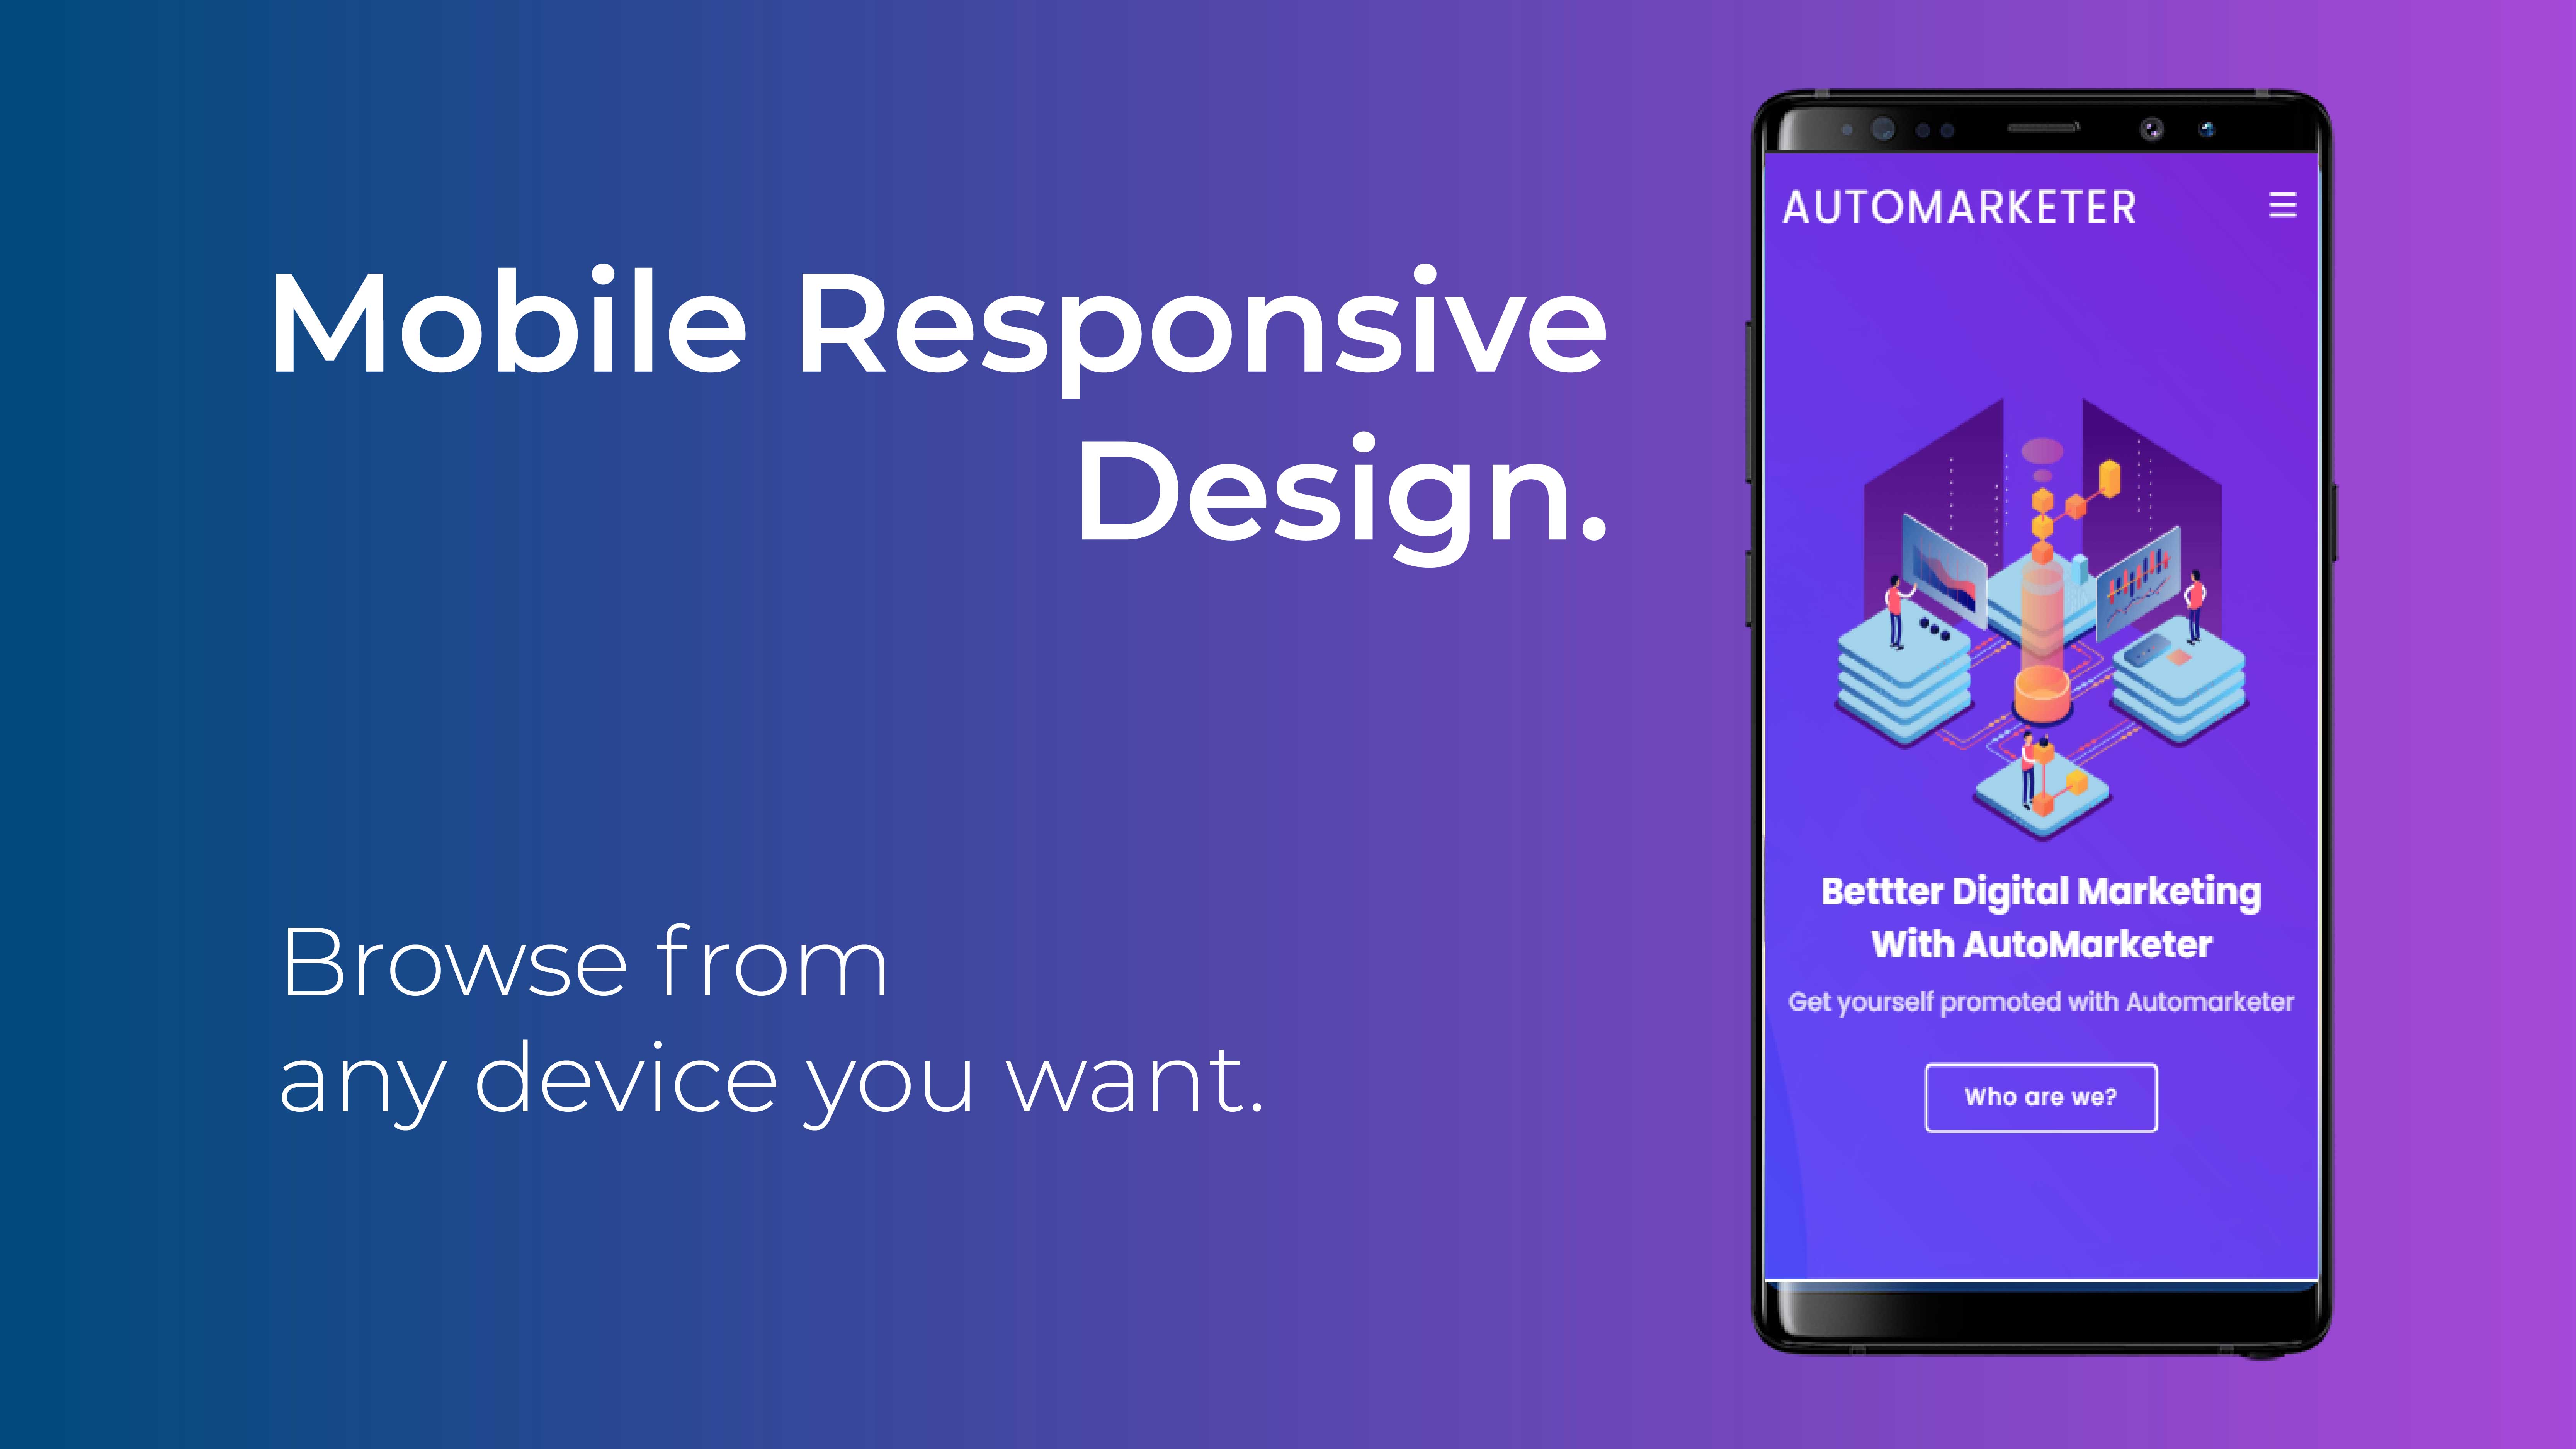 Mobile Responsive
Design.
Browse from
any device you want.
AUTOMARKETER
Bettter Digital Marketing
With AutoMarketer
Get yourself promoted with Automarketer
Who are we?